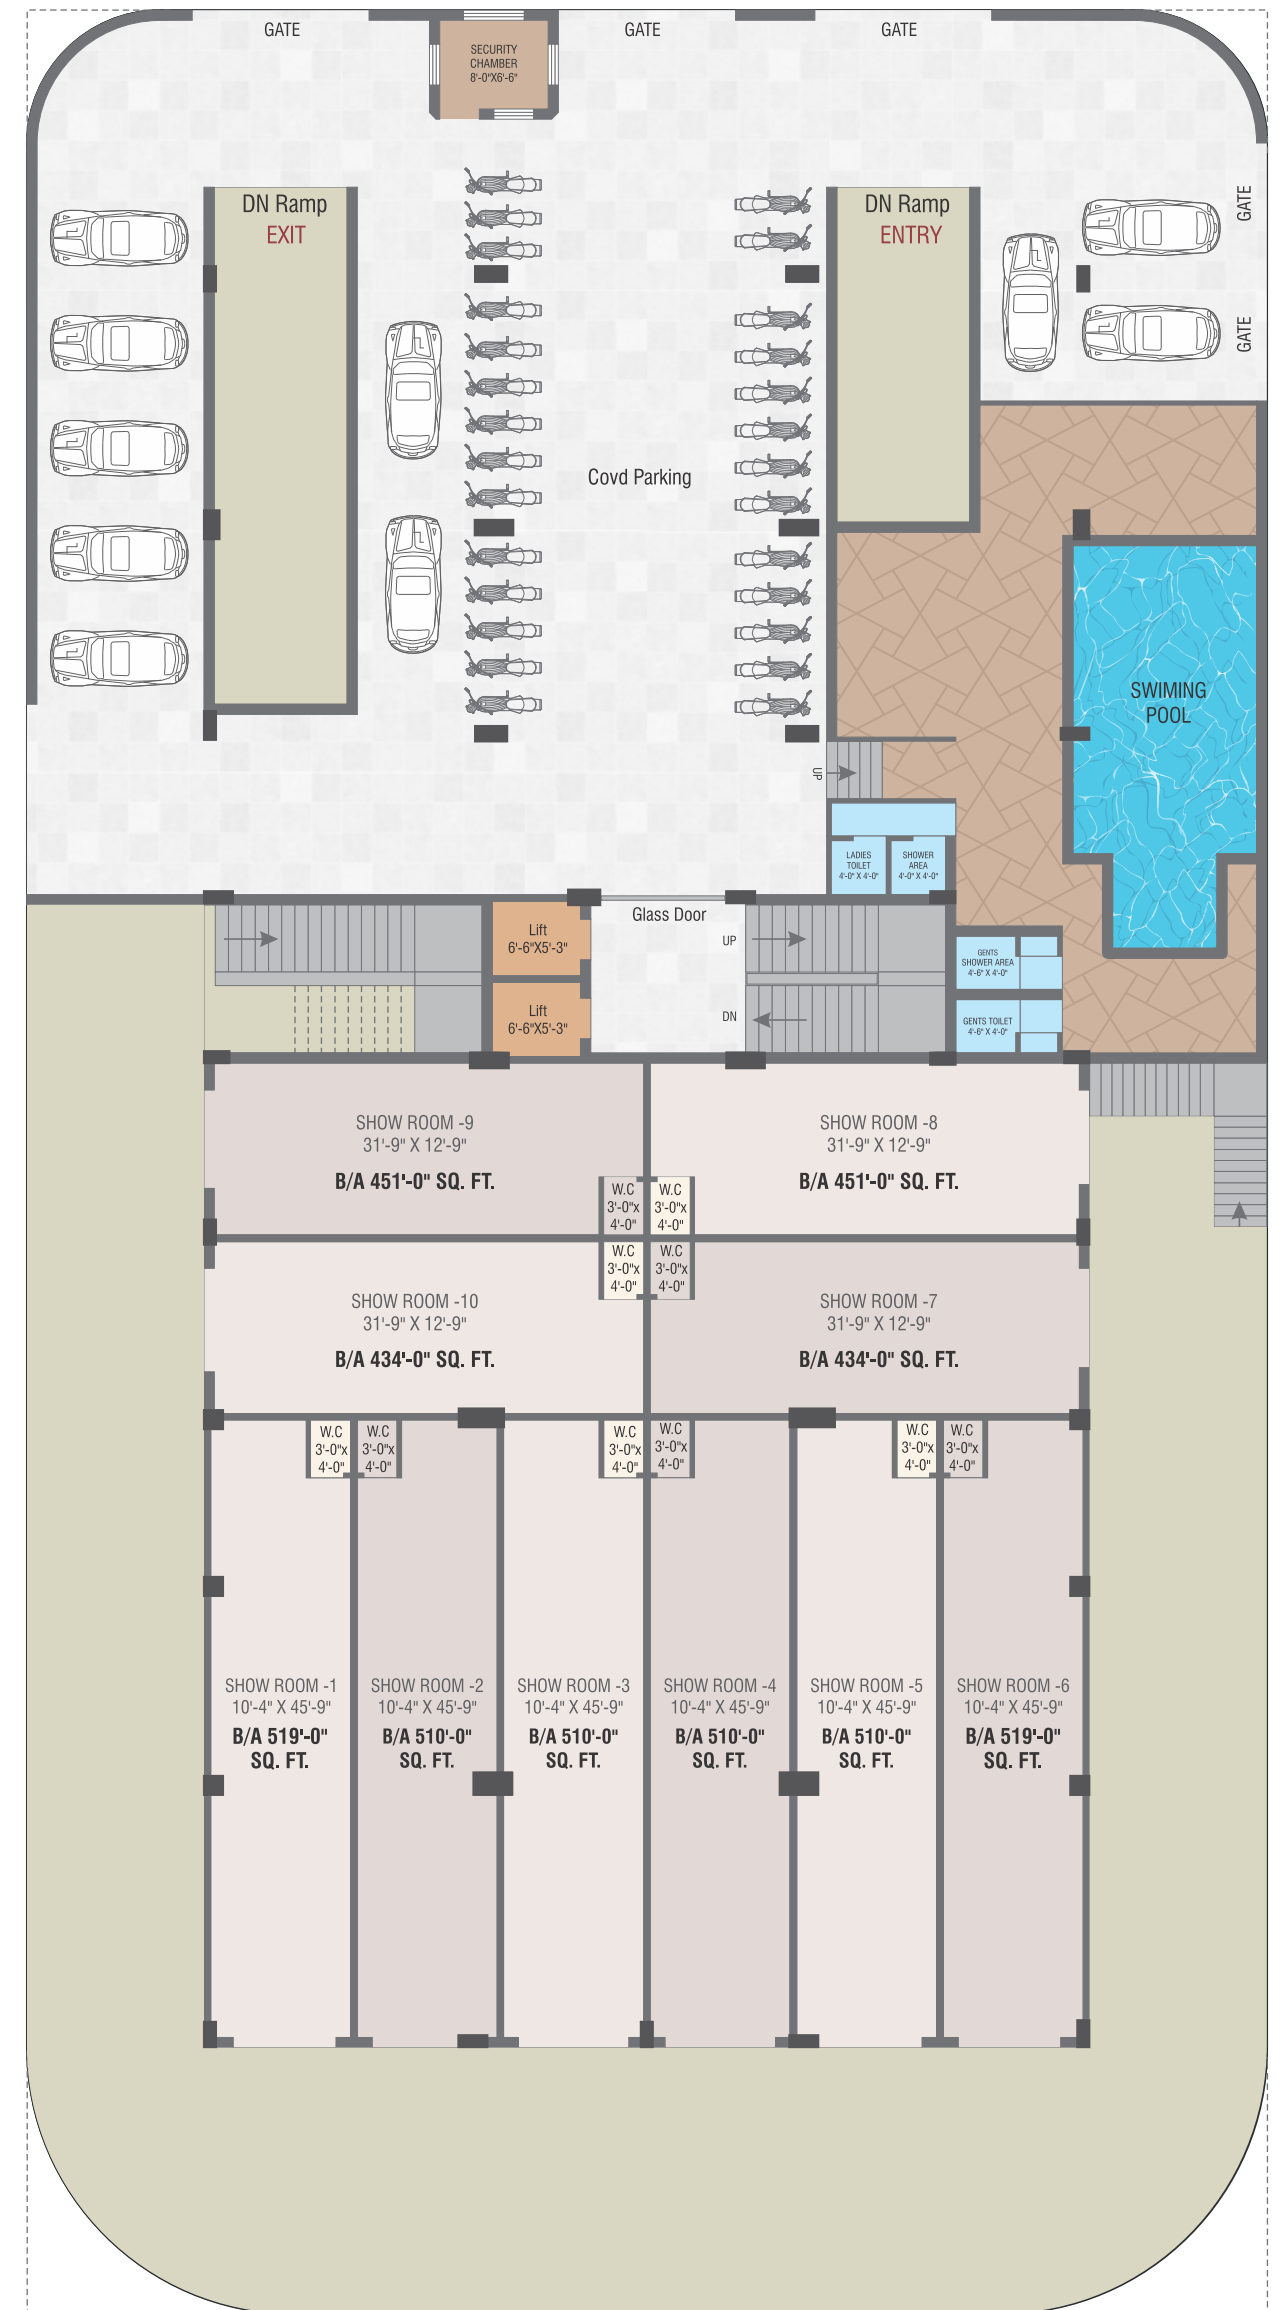 GATE
GATE
GATE
SECURITY
CHAMBER
8'-0"X6'-6"
DN Ramp
EXIT
DN Ramp
ENTRY
GATE
GATE
Covd Parking
SWIMING
POOL
UP
LADIES
TOILET
4'-0" X 4'-0"
SHOWER
AREA
4'-0" X 4'-0"
Glass Door
Lift
6'-6"X5'-3"
UP
GENTS
SHOWER AREA
4'-6" X 4'-0"
Lift
6'-6"X5'-3"
DN
GENTS TOILET
4'-6" X 4'-0"
SHOW ROOM -9
31'-9" X 12'-9"
B/A 451'-0" SQ. FT.
SHOW ROOM -8
31'-9" X 12'-9"
B/A 451'-0" SQ. FT.
W.C
3'-0"x
4'-0"
W.C
3'-0"x
4'-0"
W.C
3'-0"x
4'-0"
W.C
3'-0"x
4'-0"
SHOW ROOM -10
31'-9" X 12'-9"
B/A 434'-0" SQ. FT.
SHOW ROOM -7
31'-9" X 12'-9"
B/A 434'-0" SQ. FT.
W.C
3'-0"x
4'-0"
W.C
3'-0"x
4'-0"
W.C
3'-0"x
4'-0"
W.C
3'-0"x
4'-0"
W.C
3'-0"x
4'-0"
W.C
3'-0"x
4'-0"
SHOW ROOM -1
10'-4" X 45'-9"
B/A 519'-0"
SQ. FT.
SHOW ROOM -2
10'-4" X 45'-9"
B/A 510'-0"
SQ. FT.
SHOW ROOM -3
10'-4" X 45'-9"
B/A 510'-0"
SQ. FT.
SHOW ROOM -4
10'-4" X 45'-9"
B/A 510'-0"
SQ. FT.
SHOW ROOM -5
10'-4" X 45'-9"
B/A 510'-0"
SQ. FT.
SHOW ROOM -6
10'-4" X 45'-9"
B/A 519'-0"
SQ. FT.